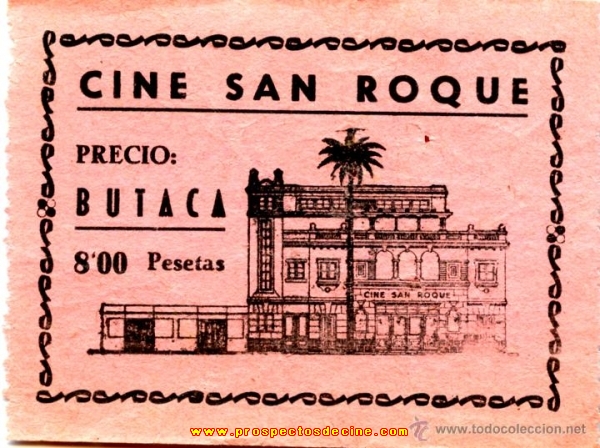 CINE SAN ROQUE
PRECIO:
BUTACA
8'00 Pesetas
CINE SAN ROQUE
www.prospectosdecine.com
www.todocoleccion.net